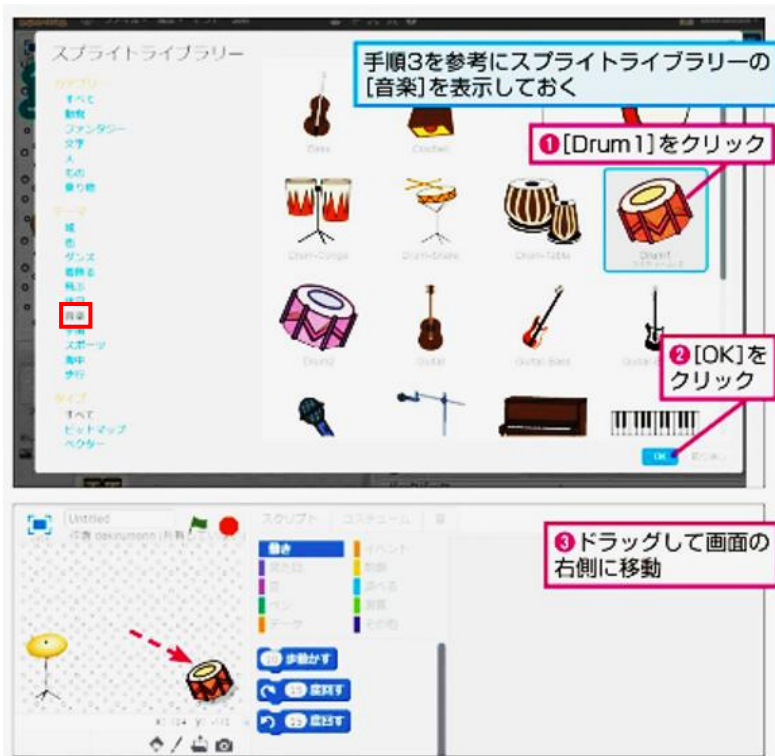 スプライトライブラリー
手順3を参考にスプライトライブラリーの
[音楽]を表示しておく
カテゴリー
すべて
動物
ファンタジー
文字
人
もの
乗り物
テーマ
城
街
ダンス
着飾る
飛ぶ
休日
音楽
宇宙
スポーツ
海中
歩行
タイプ
すべて
ビットマップ
ベクター
❶[Drum1]をクリック
Bass
Drum-Conga
Drum-Snare
Drum-Tabla
Drum1
Drum2
Guitar
Guitar-Bass
❷[OK]を
クリック
OK
取り消し
Untitled
スクリプト
コスチューム
音
❸ドラッグして画面の
右側に移動
動き
イベント
見た目
制御
音
調べる
ペン
演算
データ
その他
10 歩動かす
15 度回す
15 度回す